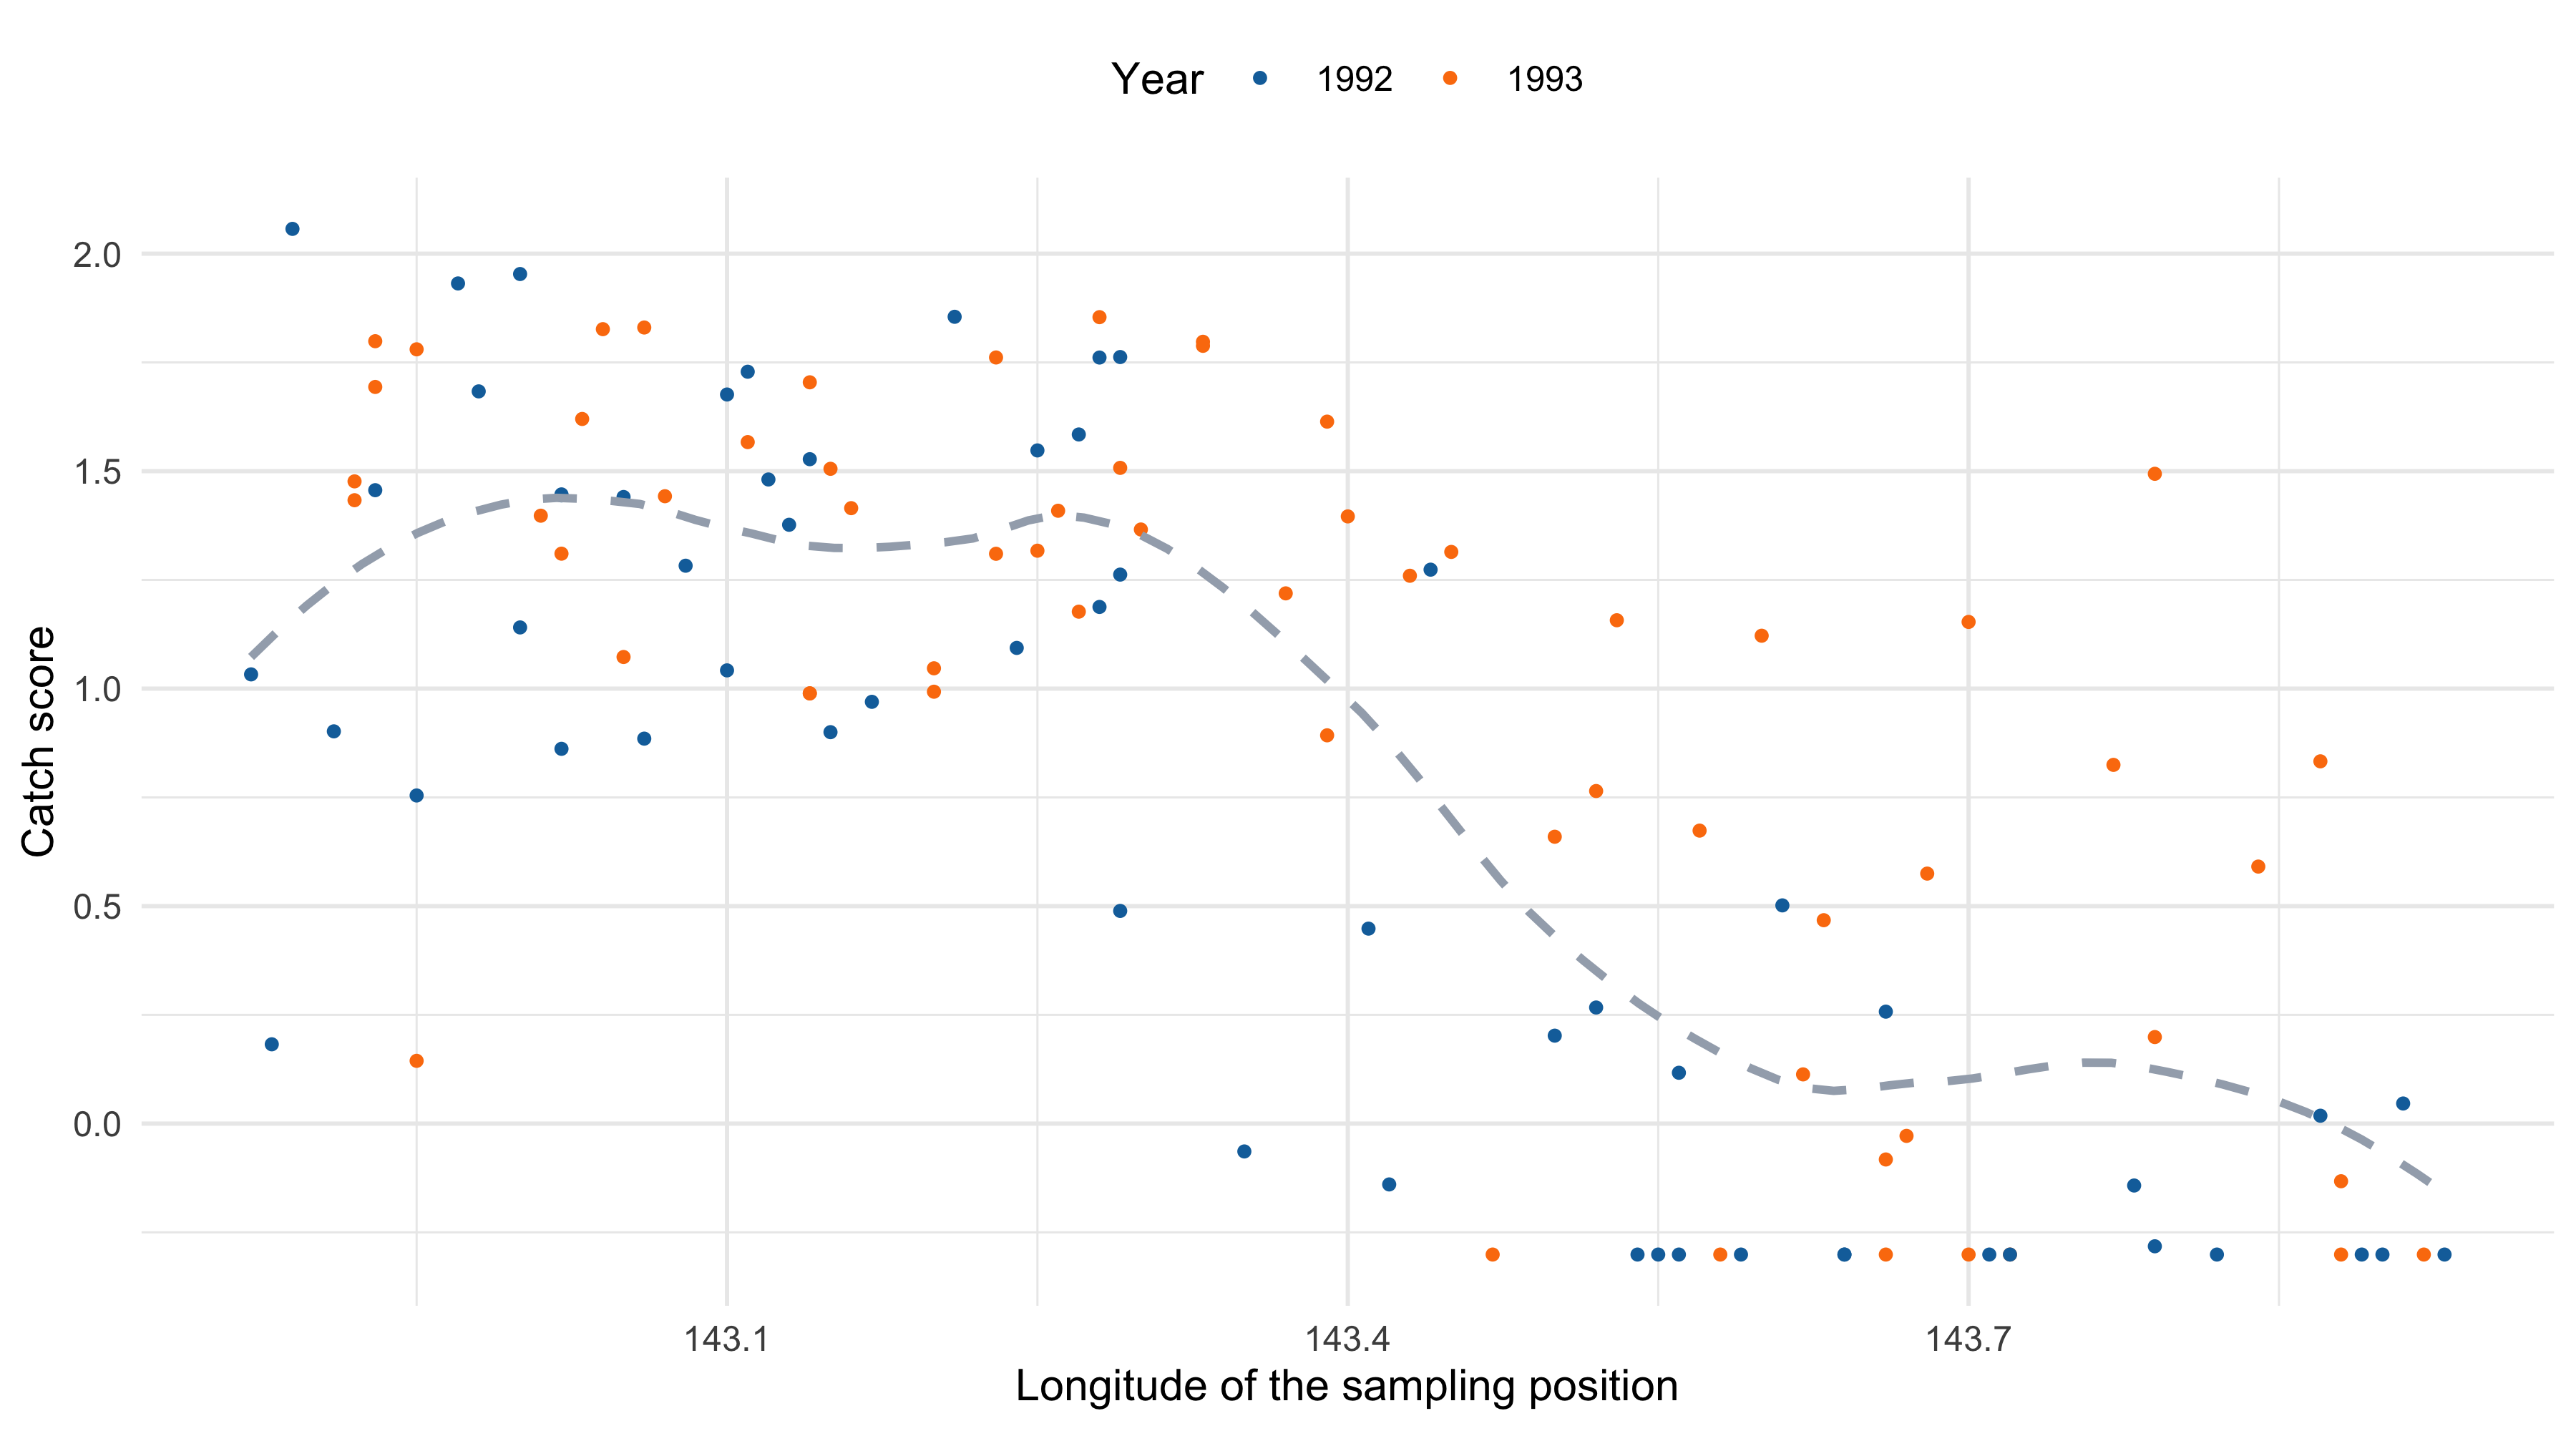 Year 1992 1993
2.0
1.5
1.0
0.5
0.0
Catch score
143.1 143.4 143.7
Longitude of the sampling position